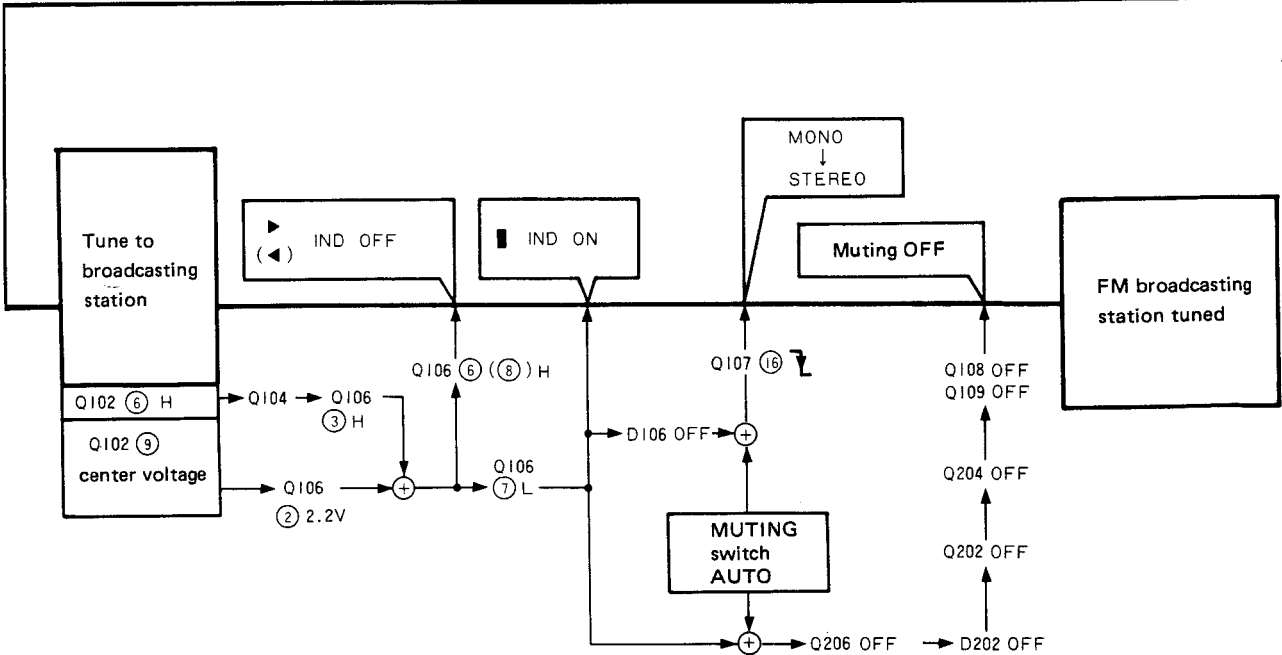 MONO
↓
STEREO
Tune to
broadcasting
station
▶
(◀) IND OFF
▮ IND ON
Muting OFF
FM broadcasting
station tuned
Q106 ⑥ (⑧) H
Q107 ⑯
Q108 OFF
Q109 OFF
Q102 ⑥ H
Q104
Q106
③ H
Q102 ⑨
center voltage
D106 OFF
Q106
⑦ L
Q204 OFF
Q106
② 2.2V
MUTING
switch
AUTO
Q202 OFF
Q206 OFF
D202 OFF